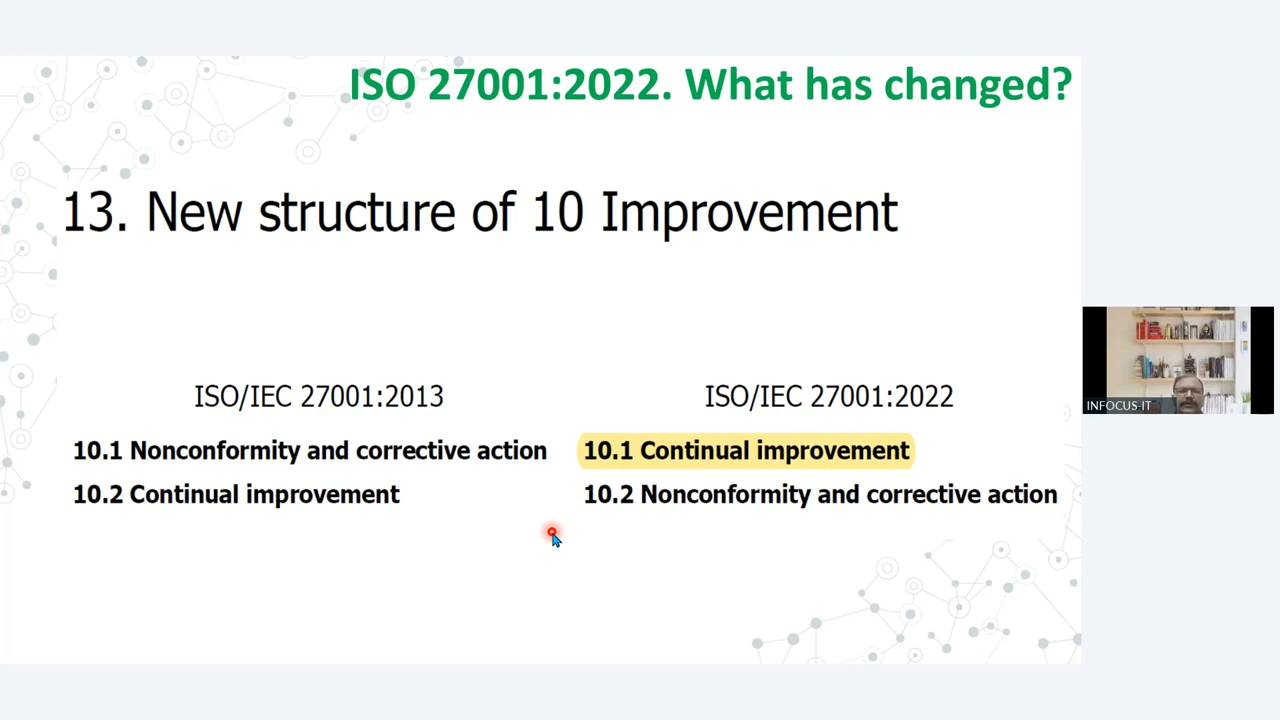 ISO 27001:2022. What has changed?
13. New structure of 10 Improvement
ISO/IEC 27001:2013
10.1 Nonconformity and corrective action
10.2 Continual improvement
ISO/IEC 27001:2022
10.1 Continual improvement
10.2 Nonconformity and corrective action
INFOCUS-IT